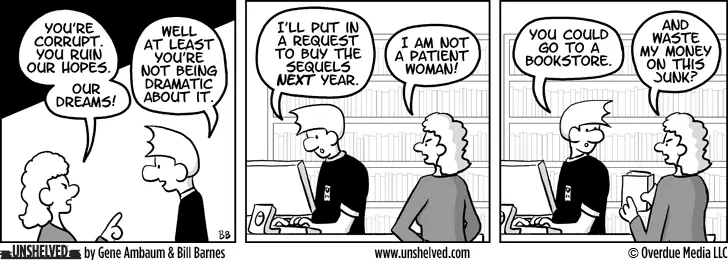 YOU'RE
CORRUPT.
YOU RUIN
OUR HOPES.
OUR
DREAMS!
WELL
AT LEAST
YOU'RE
NOT BEING
DRAMATIC
ABOUT IT.
BB
I'LL PUT IN
A REQUEST
TO BUY THE
SEQUELS
NEXT YEAR.
I AM NOT
A PATIENT
WOMAN!
YOU COULD
GO TO A
BOOKSTORE.
AND
WASTE
MY MONEY
ON THIS
JUNK?
UNSHELVED by Gene Ambaum & Bill Barnes
www.unshelved.com
© Overdue Media LLC